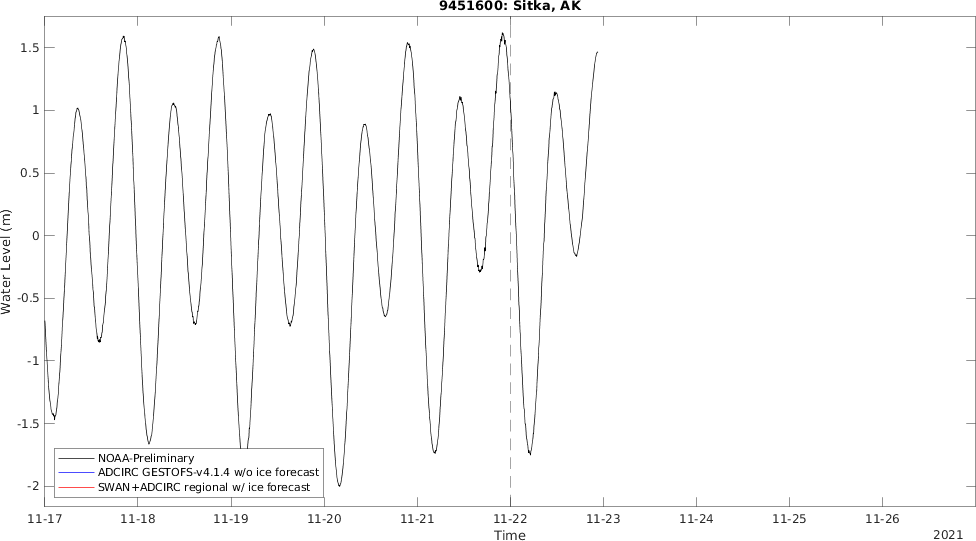 9451600: Sitka, AK
Water Level (m)
1.5
1
0.5
0
-0.5
-1
-1.5
-2
NOAA-Preliminary
ADCIRC GESTOFS-v4.1.4 w/o ice forecast
SWAN+ADCIRC regional w/ ice forecast
11-17 11-18 11-19 11-20 11-21 11-22 11-23 11-24 11-25 11-26
Time
2021